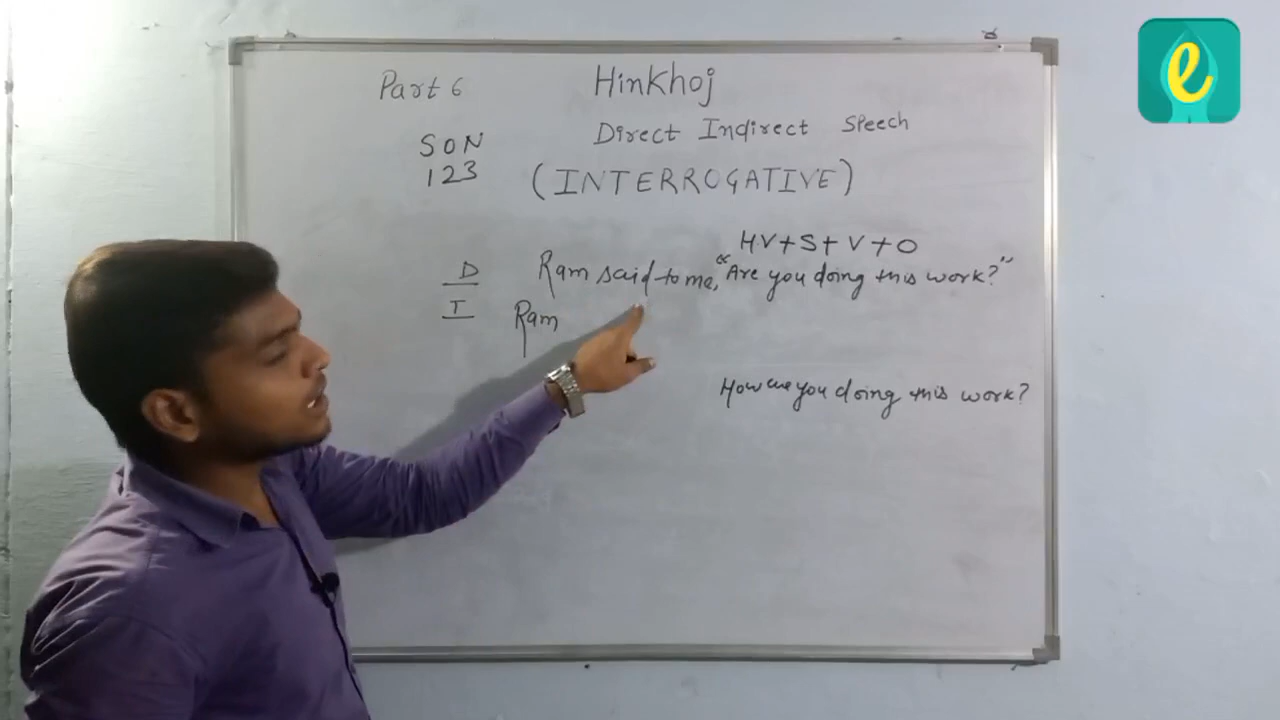 Part 6 Hinkhoj
SON Direct Indirect Speech
123 (INTERROGATIVE)
HV+S+V+O
D Ram said to me, "Are you doing this work?"
I Ram
How are you doing this work?
e